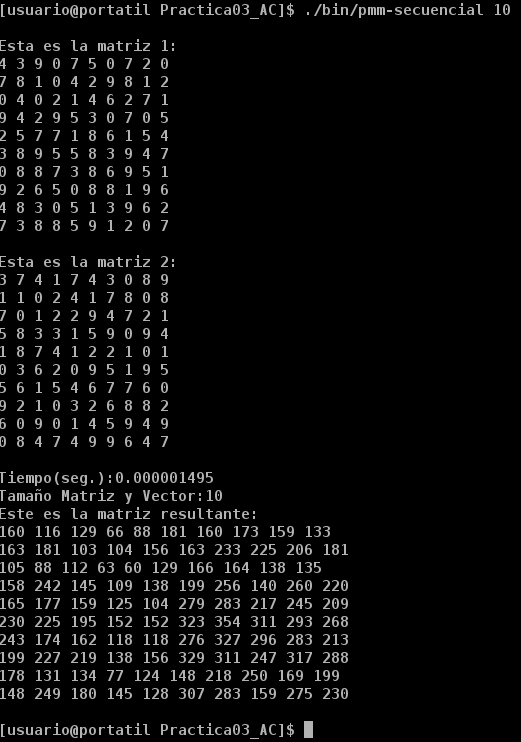 [usuario@portatil Practica03_AC]$ ./bin/pmm-secuencial 10
Esta es la matriz 1:
4 3 9 0 7 5 0 7 2 0
7 8 1 0 4 2 9 8 1 2
0 4 0 2 1 4 6 2 7 1
9 4 2 9 5 3 0 7 0 5
2 5 7 7 1 8 6 1 5 4
3 8 9 5 5 8 3 9 4 7
0 8 8 7 3 8 6 9 5 1
9 2 6 5 0 8 8 1 9 6
4 8 3 0 5 1 3 9 6 2
7 3 8 8 5 9 1 2 0 7
Esta es la matriz 2:
3 7 4 1 7 4 3 0 8 9
1 1 0 2 4 1 7 8 0 8
7 0 1 2 2 9 4 7 2 1
5 8 3 3 1 5 9 0 9 4
1 8 7 4 1 2 2 1 0 1
0 3 6 2 0 9 5 1 9 5
5 6 1 5 4 6 7 7 6 0
9 2 1 0 3 2 6 8 8 2
6 0 9 0 1 4 5 9 4 9
0 8 4 7 4 9 9 6 4 7
Tiempo(seg.):0.000001495
Tamaño Matriz y Vector:10
Este es la matriz resultante:
160 116 129 66 88 181 160 173 159 133
163 181 103 104 156 163 233 225 206 181
105 88 112 63 60 129 166 164 138 135
158 242 145 109 138 199 256 140 260 220
165 177 159 125 104 279 283 217 245 209
230 225 195 152 152 323 354 311 293 268
243 174 162 118 118 276 327 296 283 213
199 227 219 138 156 329 311 247 317 288
178 131 134 77 124 148 218 250 169 199
148 249 180 145 128 307 283 159 275 230
[usuario@portatil Practica03_AC]$